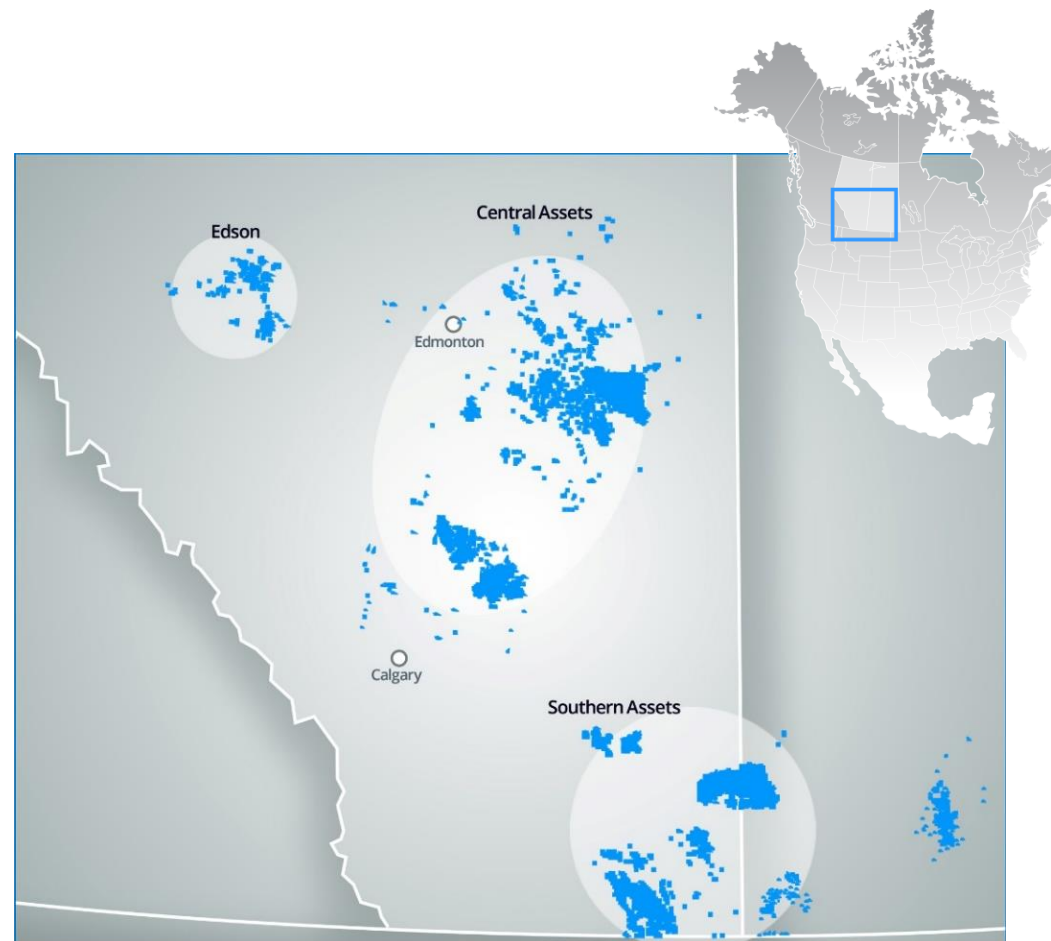 Central Assets
Edson
Edmonton
Calgary
Southern Assets